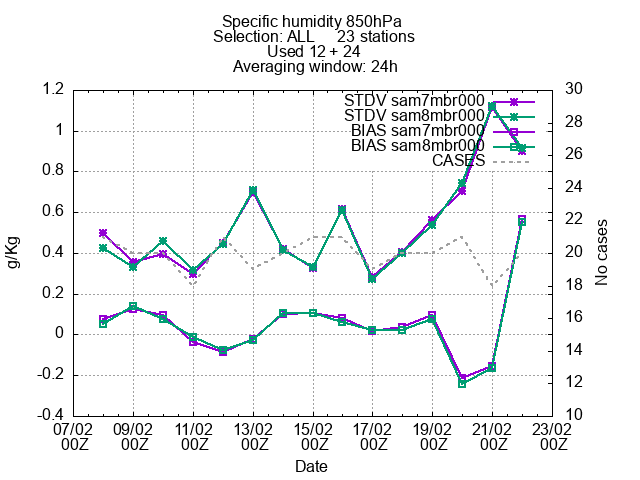 Specific humidity 850hPa
Selection: ALL 23 stations
Used 12 + 24
Averaging window: 24h
1.2
1
0.8
0.6
0.4
0.2
0
-0.2
-0.4
30
28
26
24
22
20
18
16
14
12
10
STDV sam7mbr000
STDV sam8mbr000
BIAS sam7mbr000
BIAS sam8mbr000
CASES
g/Kg
No cases
07/02 09/02 11/02 13/02 15/02 17/02 19/02 21/02 23/02
00Z 00Z 00Z 00Z 00Z 00Z 00Z 00Z 00Z
Date